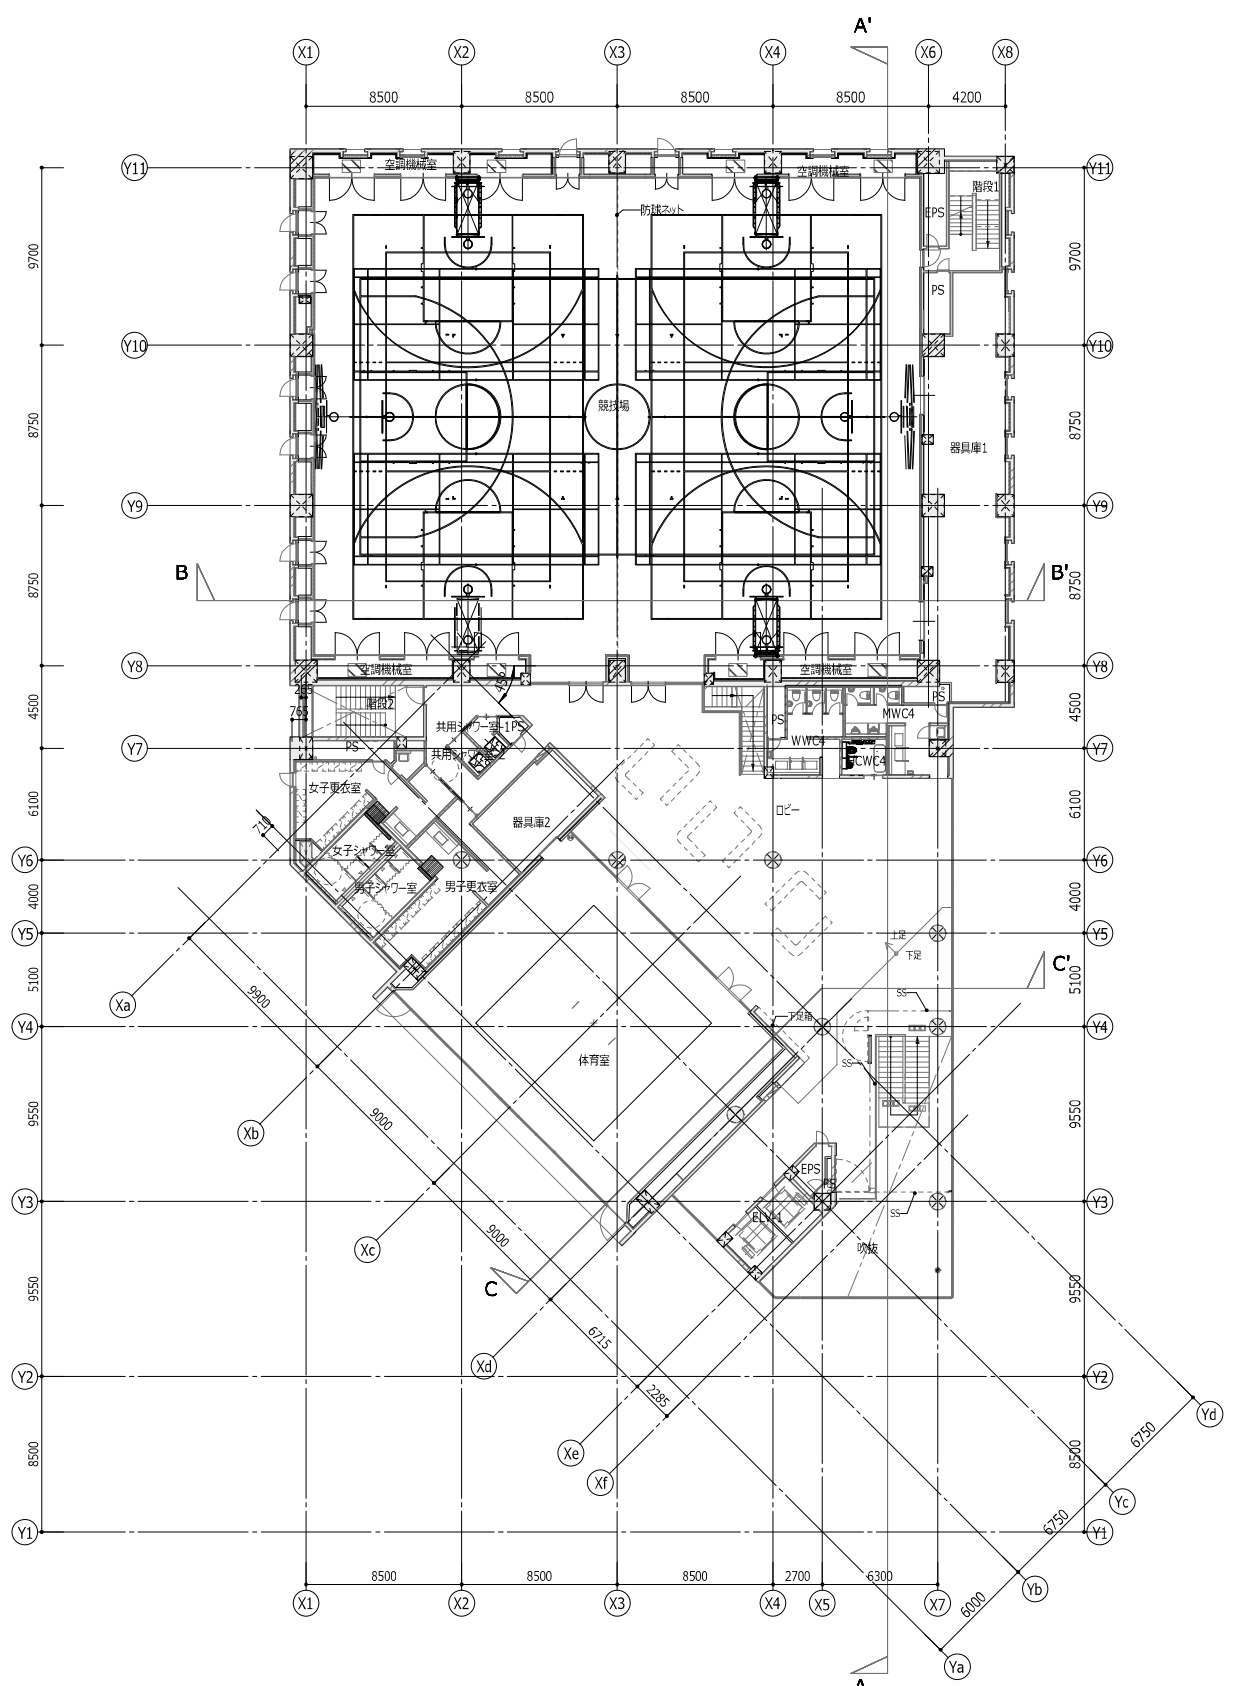 A'
X1
X2
X3
X4
X6
X8
8500
8500
8500
8500
4200
Y11
空調機械室
空調機械室
Y11
階段1
防球ネット
EPS
9700
9700
PS
Y10
Y10
競技場
8750
8750
器具庫1
Y9
Y9
B
B'
8750
8750
Y8
空調機械室
空調機械室
Y8
45°
265
階段2
PS
4500
4500
765
共用シャワー室-1
PS
PS
MWC4
WWC4
Y7
PS
Y7
CWC4
女子更衣室
6100
ロビー
6100
710
器具庫2
女子シャワー室
Y6
Y6
男子シャワー室
男子更衣室
4000
4000
Y5
上足
Y5
下足
C'
5100
5100
9900
SS
Xa
下足箱
Y4
Y4
体育室
SS
9550
9000
9550
Xb
EPS
PS
Y3
Y3
SS
ELV-1
9000
吹抜
Xc
9550
9550
C
6715
Xd
Y2
Y2
2285
Yd
8500
6750
8500
Xe
Xf
Yc
6750
Y1
Y1
8500
8500
8500
2700
6300
Yb
X1
X2
X3
X4
X5
X7
6000
Ya
A